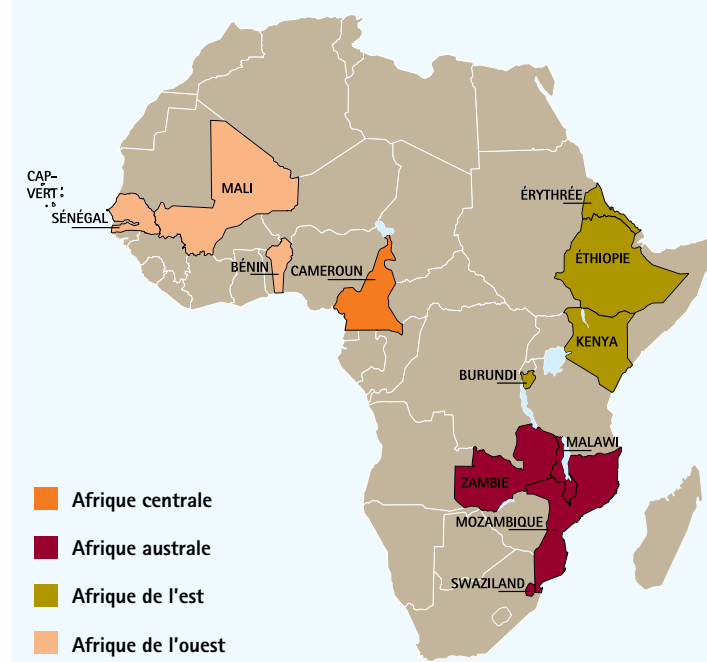 CAP-
VERT
MALI
SÉNÉGAL
BÉNIN
CAMEROUN
ÉRYTHRÉE
ÉTHIOPIE
KENYA
BURUNDI
MALAWI
ZAMBIE
MOZAMBIQUE
SWAZILAND
Afrique centrale
Afrique australe
Afrique de l'est
Afrique de l'ouest